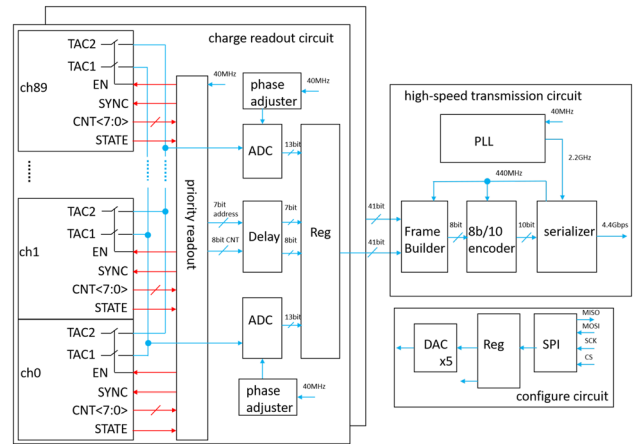 charge readout circuit
ch89
TAC2
TAC1
EN
SYNC
CNT<7:0>
STATE
ch1
TAC2
TAC1
EN
SYNC
CNT<7:0>
STATE
ch0
TAC2
TAC1
EN
SYNC
CNT<7:0>
STATE
priority readout
40MHz
phase
adjuster
40MHz
ADC
13bit
7bit
address
8bit CNT
Delay
7bit
8bit
Reg
ADC
13bit
phase
adjuster
40MHz
41bit
41bit
high-speed transmission circuit
40MHz
PLL
2.2GHz
440MHz
Frame
Builder
8bit
8b/10
encoder
10bit
serializer
4.4Gbps
DAC
x5
Reg
SPI
MISO
MOSI
SCK
CS
configure circuit